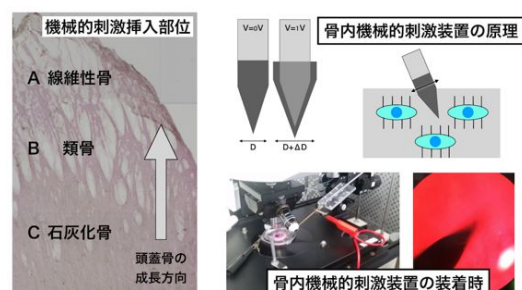 機械的刺激挿入部位
A 線維性骨
B 類骨
C 石灰化骨
頭蓋骨の
成長方向
V=0V
V=1V
D
D+ΔD
骨内機械的刺激装置の原理
骨内機械的刺激装置の装着時